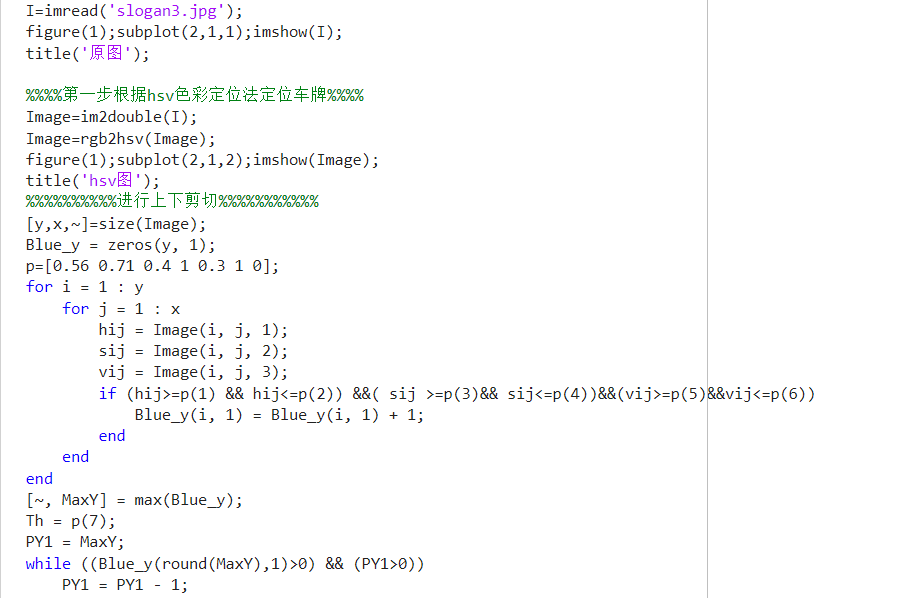 I=imread('slogan3.jpg');
figure(1);subplot(2,1,1);imshow(I);
title('原图');
%%%%第一步根据hsv色彩定位法定位车牌%%%%
Image=im2double(I);
Image=rgb2hsv(Image);
figure(1);subplot(2,1,2);imshow(Image);
title('hsv图');
%%%%%%%%%%进行上下剪切%%%%%%%%%%%
[y,x,~]=size(Image);
Blue_y = zeros(y, 1);
p=[0.56 0.71 0.4 1 0.3 1 0];
for i = 1 : y
    for j = 1 : x
        hij = Image(i, j, 1);
        sij = Image(i, j, 2);
        vij = Image(i, j, 3);
        if (hij>=p(1) && hij<=p(2)) &&( sij >=p(3)&& sij<=p(4))&&(vij>=p(5)&&vij<=p(6))
            Blue_y(i, 1) = Blue_y(i, 1) + 1;
        end
    end
end
[~, MaxY] = max(Blue_y);
Th = p(7);
PY1 = MaxY;
while ((Blue_y(round(MaxY),1)>0) && (PY1>0))
    PY1 = PY1 - 1;